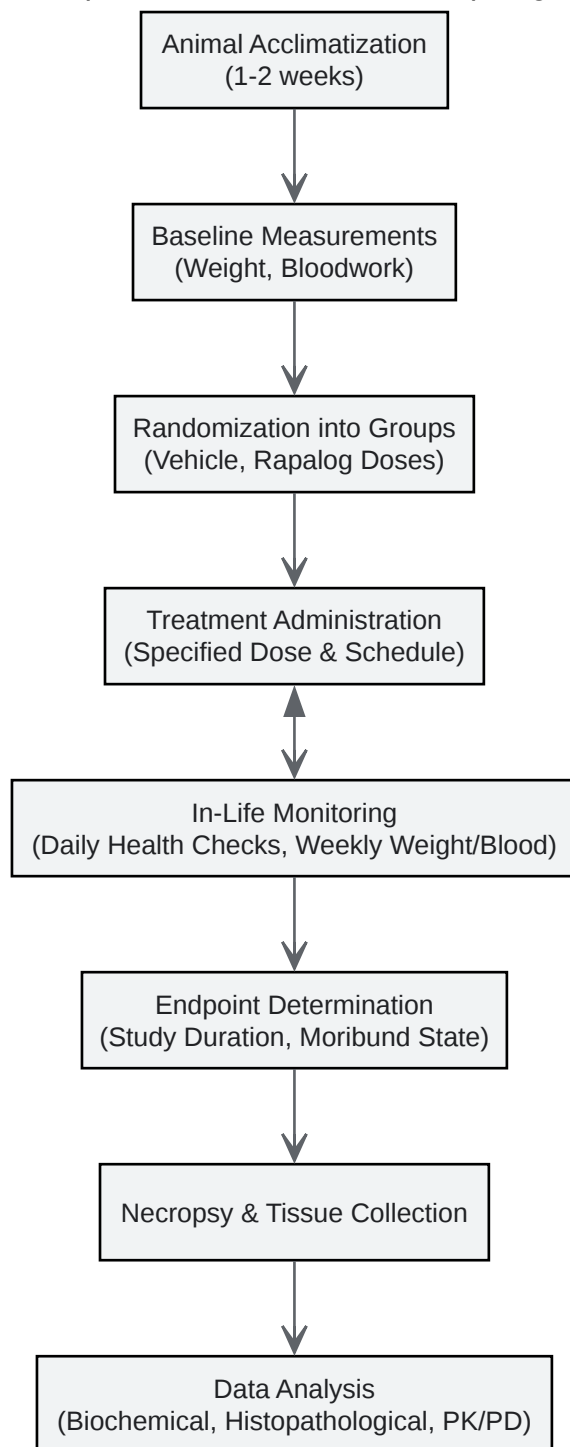 Animal Acclimatization
(1-2 weeks)
Baseline Measurements
(Weight, Bloodwork)
Randomization into Groups
(Vehicle, Rapalog Doses)
Treatment Administration
(Specified Dose & Schedule)
In-Life Monitoring
(Daily Health Checks, Weekly Weight/Blood)
Endpoint Determination
(Study Duration, Moribund State)
Necropsy & Tissue Collection
Data Analysis
(Biochemical, Histopathological, PK/PD)